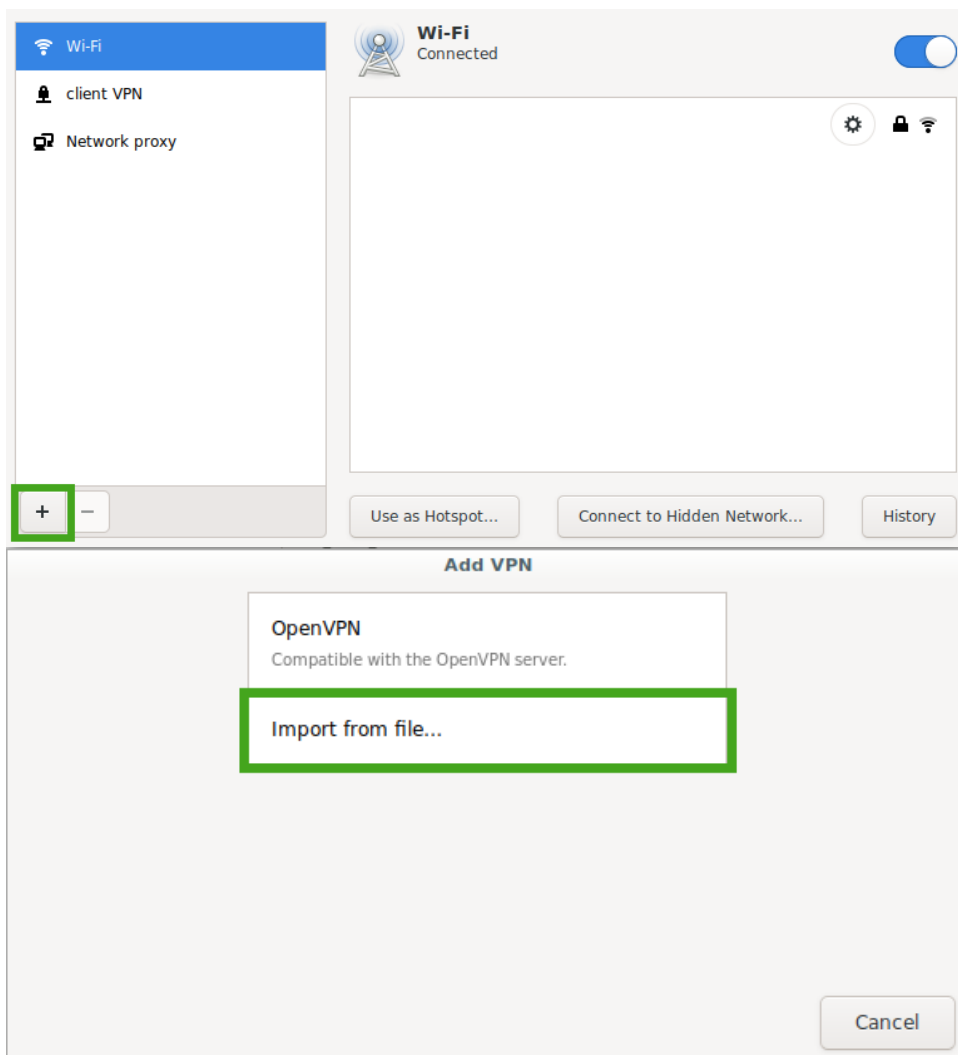 Wi-Fi
client VPN
Network proxy
+ −
Wi-Fi
Connected
Use as Hotspot... Connect to Hidden Network... History
Add VPN
OpenVPN
Compatible with the OpenVPN server.
Import from file...
Cancel